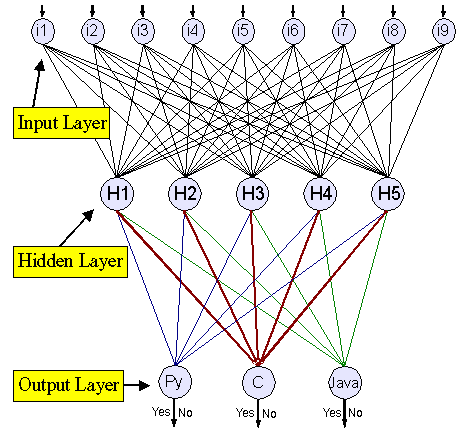 i1 i2 i3 i4 i5 i6 i7 i8 i9
Input Layer
H1 H2 H3 H4 H5
Hidden Layer
Output Layer
Py C Java
Yes No Yes No Yes No